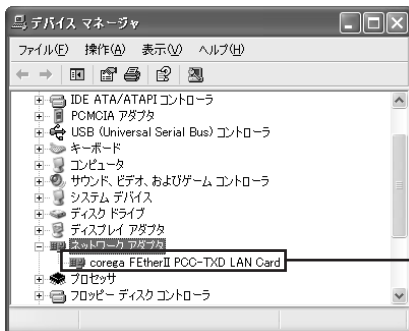 デバイス マネージャ
ファイル(F) 操作(A) 表示(V) ヘルプ(H)
IDE ATA/ATAPI コントローラ
PCMCIA アダプタ
USB (Universal Serial Bus) コントローラ
キーボード
コンピュータ
サウンド、ビデオ、およびゲーム コントローラ
システム デバイス
ディスク ドライブ
ディスプレイ アダプタ
ネットワーク アダプタ
corega FEtherII PCC-TXD LAN Card
プロセッサ
フロッピー ディスク コントローラ